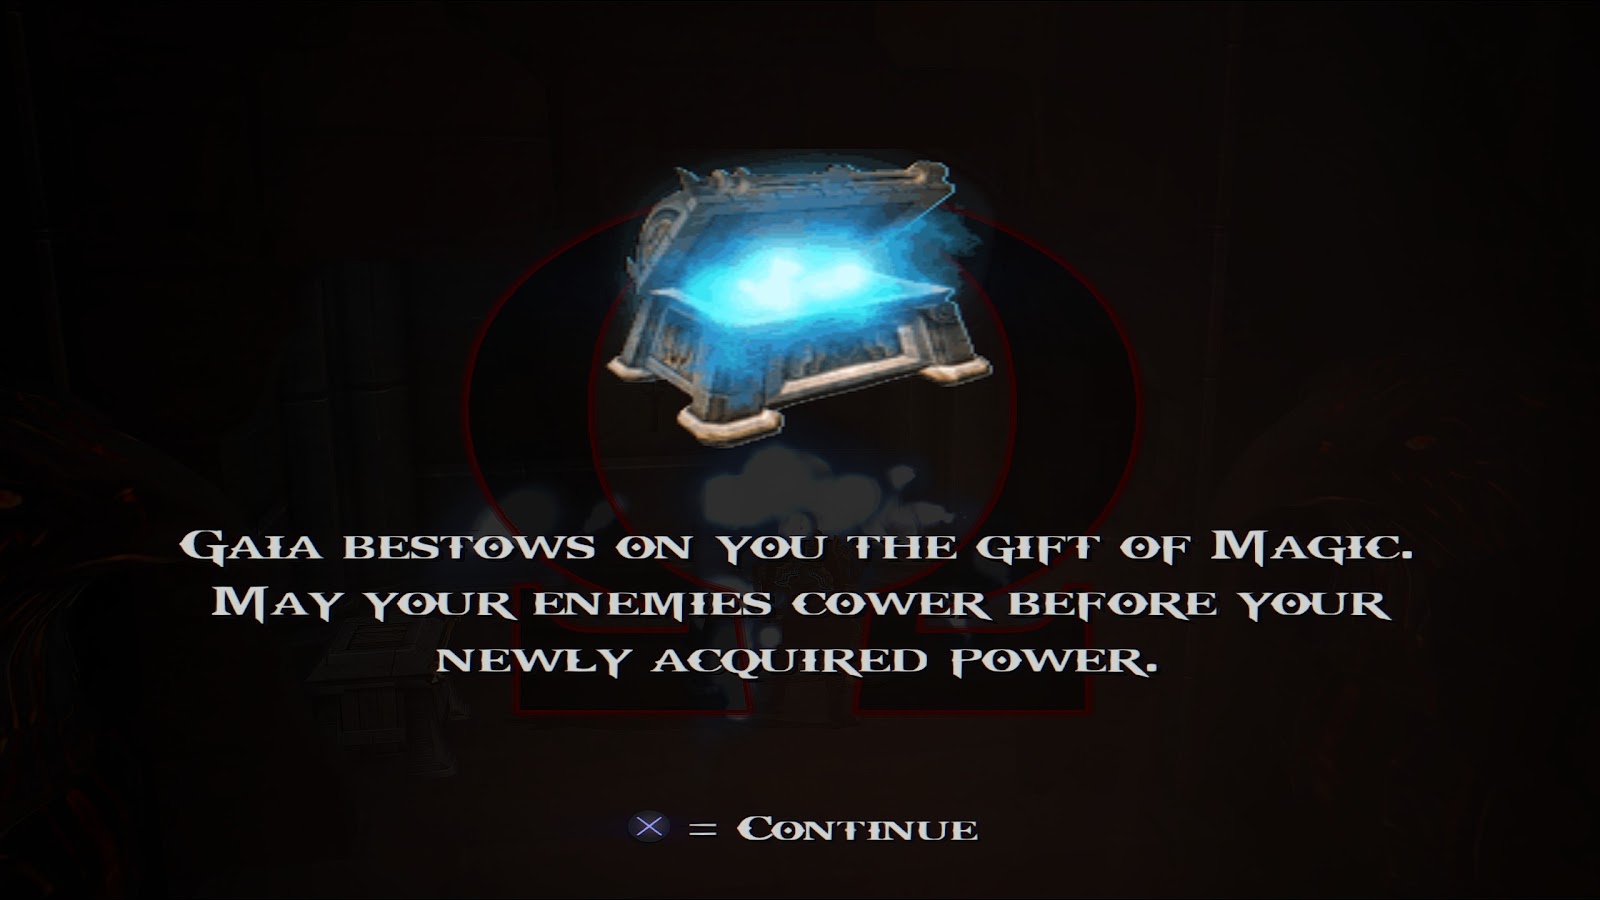 Gaia bestows on you the gift of Magic.
May your enemies cower before your
newly acquired power.
= Continue